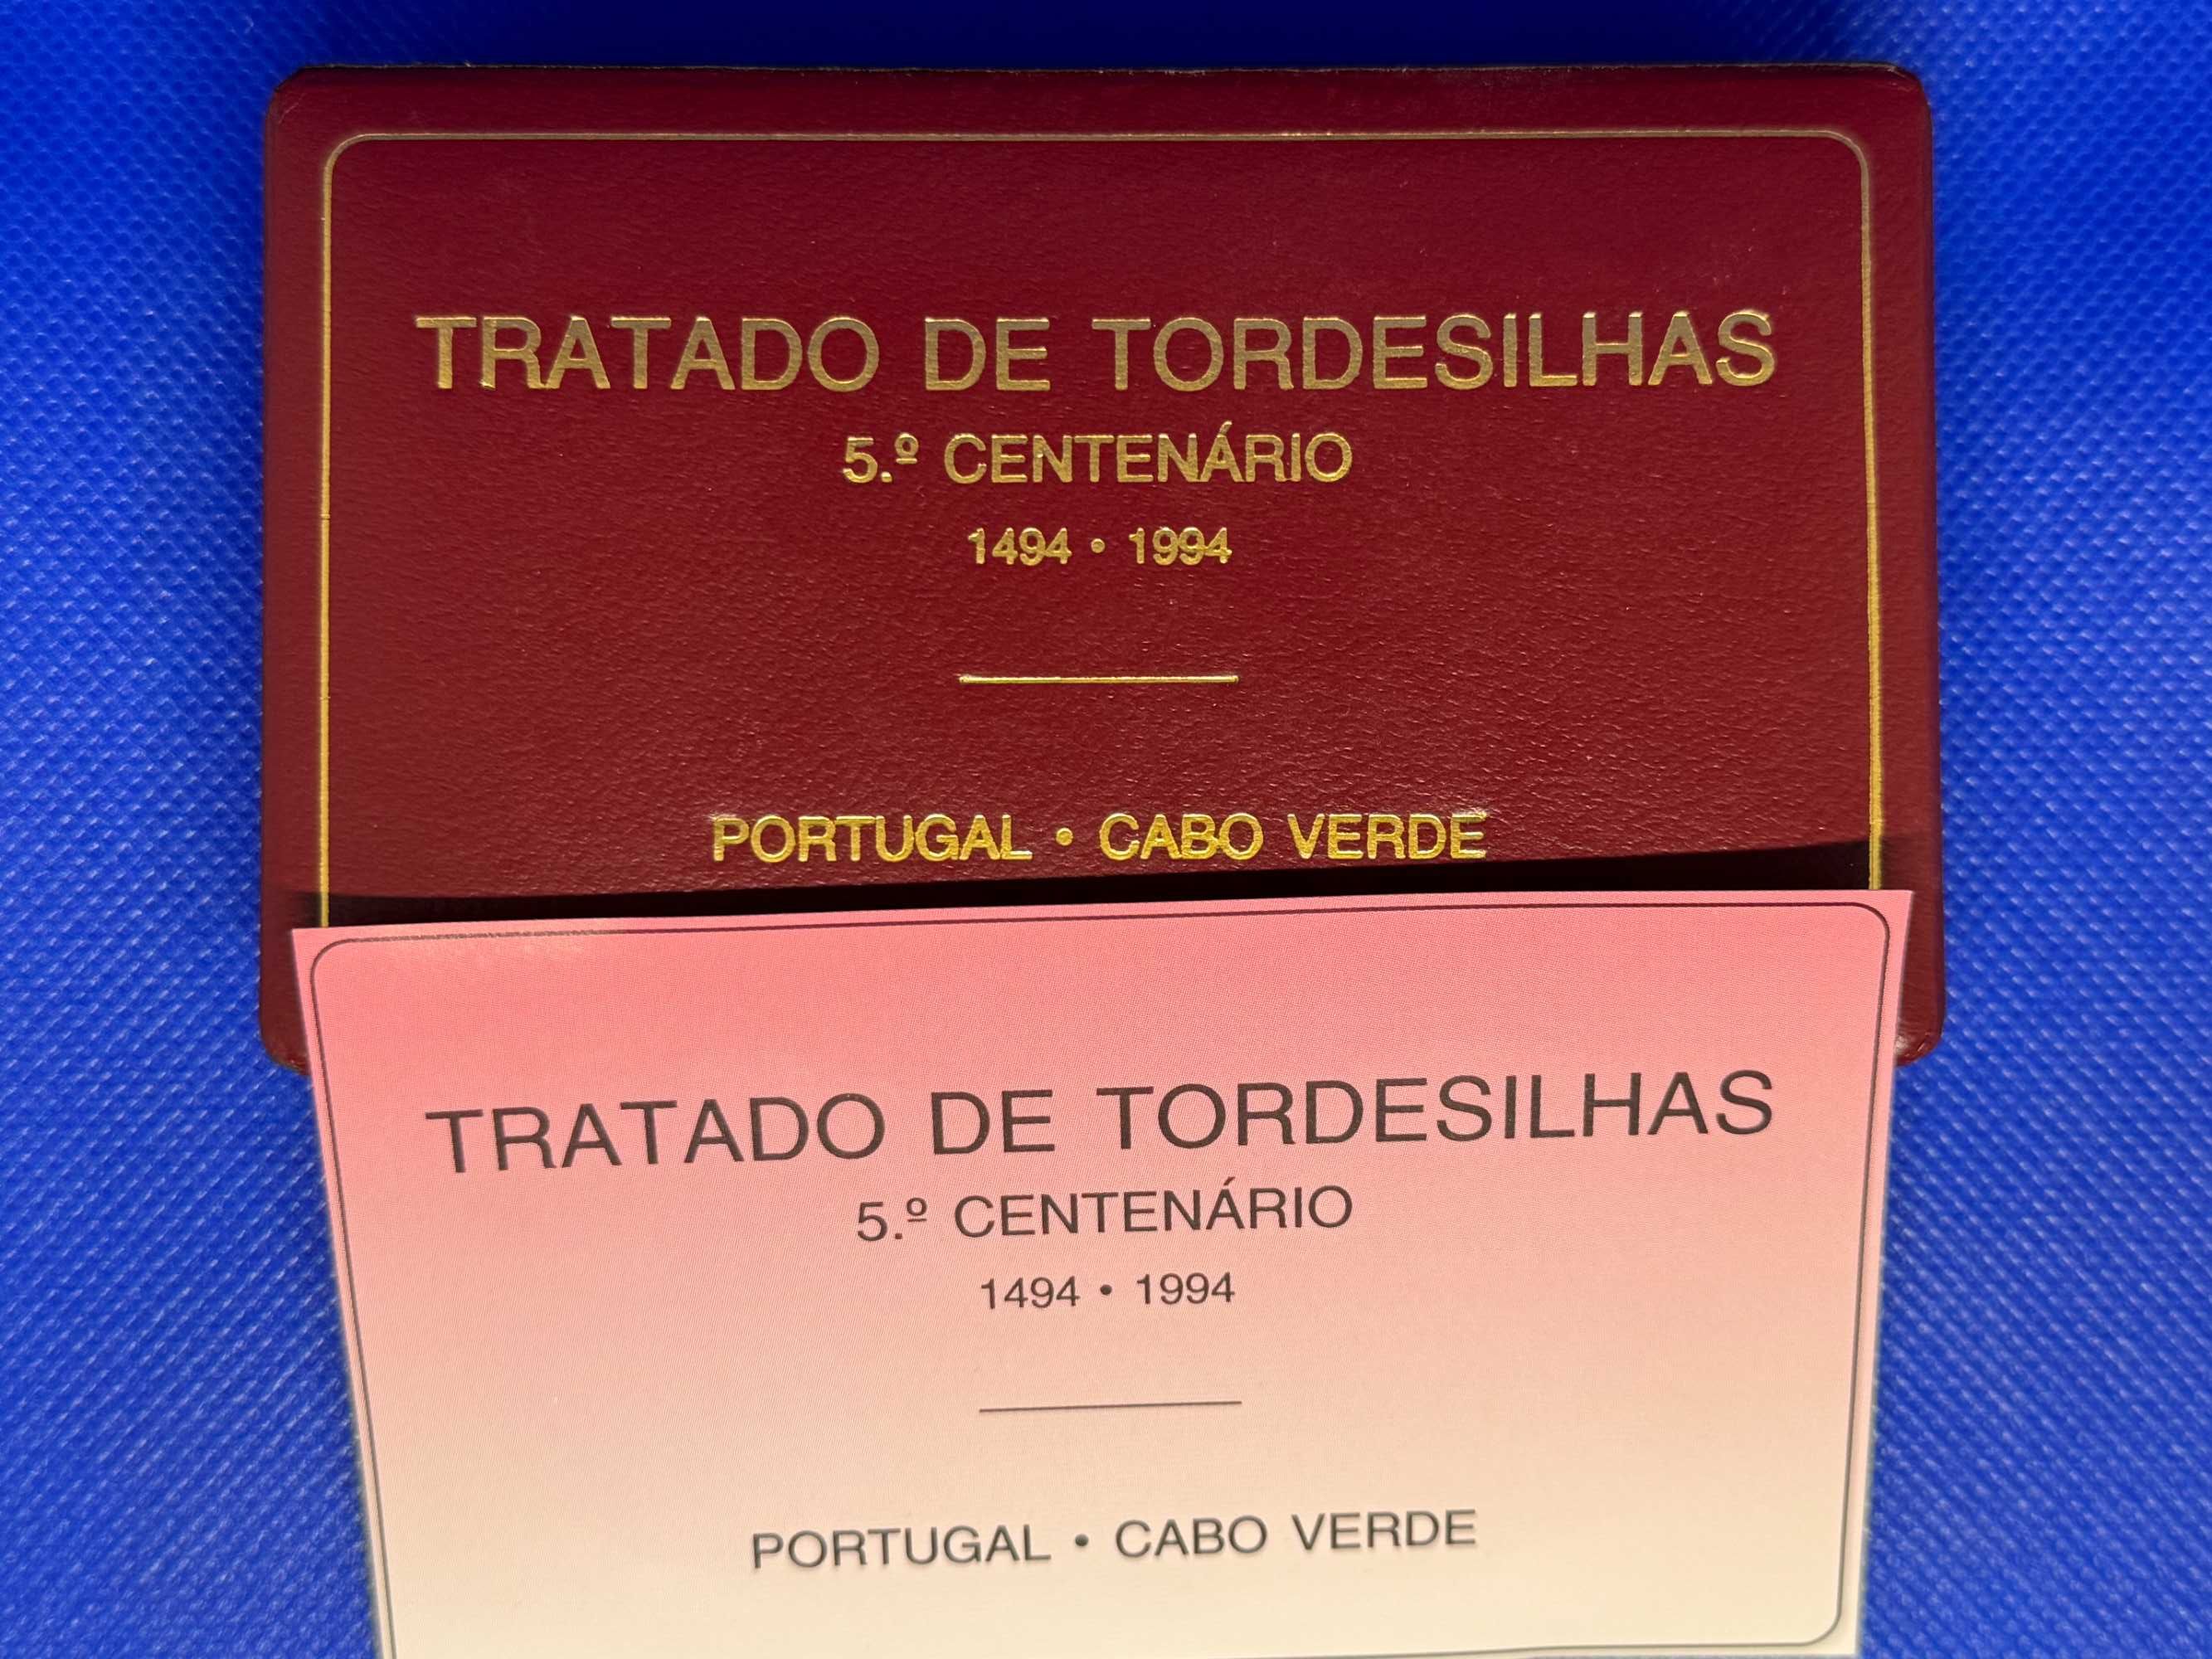 TRATADO DE TORDESILHAS
5.º CENTENÁRIO
1494 • 1994
PORTUGAL • CABO VERDE
TRATADO DE TORDESILHAS
5.º CENTENÁRIO
1494 • 1994
PORTUGAL • CABO VERDE